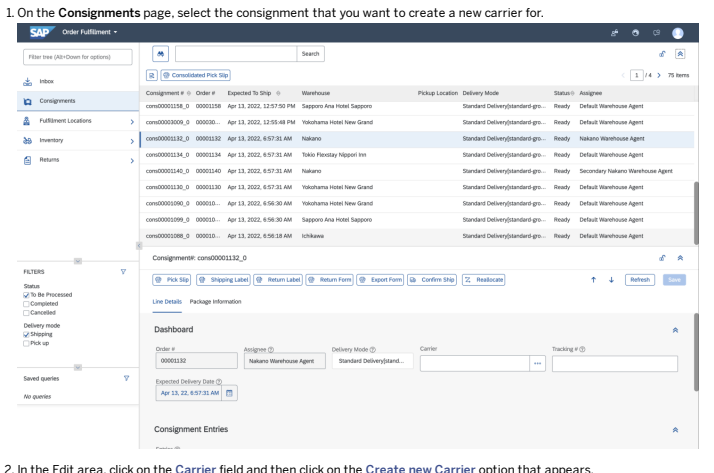 1. On the Consignments page, select the consignment that you want to create a new carrier for.
SAP Order Fulfillment
Filter tree (Alt+Down for options)
Search
Inbox
Consignments
Fulfillment Locations
Inventory
Returns
Consolidated Pick Slip
1 / 4 > 75 items
Consignment # Order # Expected To Ship Warehouse Pickup Location Delivery Mode Status Assignee
cons00001158_0 00001158 Apr 13, 2022, 12:57:50 PM Sapporo Ana Hotel Sapporo Standard Delivery[standard-gro... Ready Default Warehouse Agent
cons00003009_0 000030... Apr 13, 2022, 12:55:48 PM Yokohama Hotel New Grand Standard Delivery[standard-gro... Ready Default Warehouse Agent
cons00001132_0 00001132 Apr 13, 2022, 6:57:31 AM Nakano Standard Delivery[standard-gro... Ready Nakano Warehouse Agent
cons00001134_0 00001134 Apr 13, 2022, 6:57:31 AM Tokio Flexstay Nippori Inn Standard Delivery[standard-gro... Ready Default Warehouse Agent
cons00001140_0 00001140 Apr 13, 2022, 6:57:31 AM Nakano Standard Delivery[standard-gro... Ready Secondary Nakano Warehouse Agent
cons00001130_0 00001130 Apr 13, 2022, 6:57:31 AM Yokohama Hotel New Grand Standard Delivery[standard-gro... Ready Default Warehouse Agent
cons00001090_0 000010... Apr 13, 2022, 6:56:30 AM Yokohama Hotel New Grand Standard Delivery[standard-gro... Ready Default Warehouse Agent
cons00001099_0 000010... Apr 13, 2022, 6:56:30 AM Sapporo Ana Hotel Sapporo Standard Delivery[standard-gro... Ready Default Warehouse Agent
cons00001088_0 000010... Apr 13, 2022, 6:56:18 AM Ichikawa Standard Delivery[standard-gro... Ready Default Warehouse Agent
FILTERS
Status
To Be Processed
Completed
Cancelled
Delivery mode
Shipping
Pick up
Saved queries
No queries
Consignment#: cons00001132_0
Pick Slip Shipping Label Return Label Return Form Export Form Confirm Ship Reallocate Refresh Save
Line Details Package Information
Dashboard
Order # Assignee Delivery Mode Carrier Tracking #
00001132 Nakano Warehouse Agent Standard Delivery[stand... •••
Expected Delivery Date
Apr 13, 22, 6:57:31 AM
Consignment Entries
Entries
2. In the Edit area, click on the Carrier field and then click on the Create new Carrier option that appears.